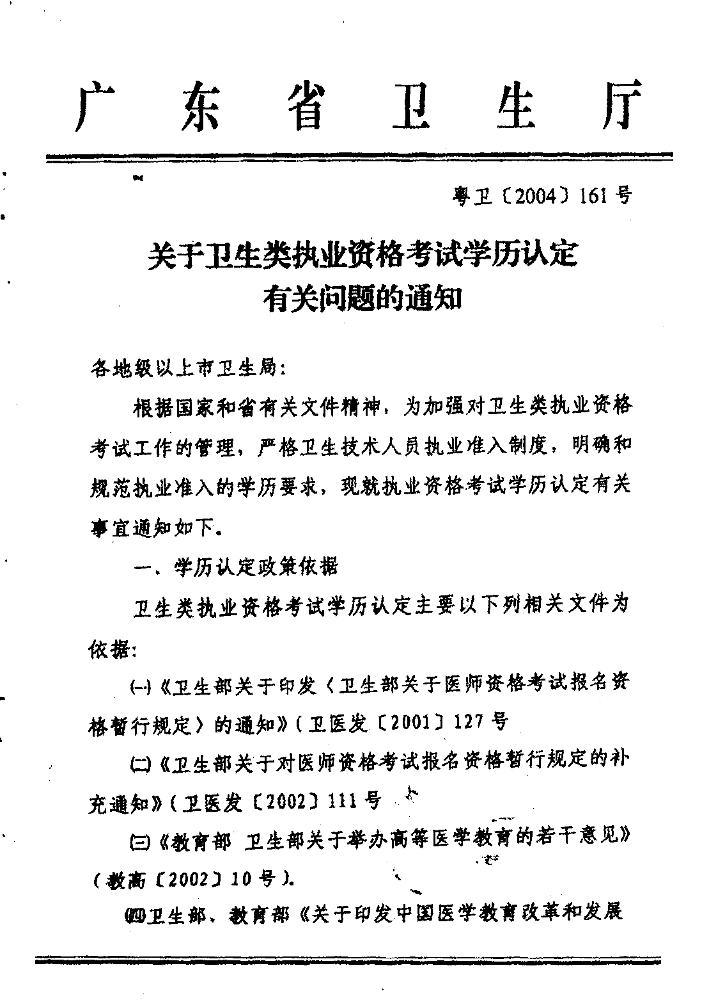 广东省卫生厅
粤卫〔2004〕161号
关于卫生类执业资格考试学历认定
有关问题的通知
各地级以上市卫生局：
根据国家和省有关文件精神，为加强对卫生类执业资格
考试工作的管理，严格卫生技术人员执业准入制度，明确和
规范执业准入的学历要求，现就执业资格考试学历认定有关
事宜通知如下。
一、学历认定政策依据
卫生类执业资格考试学历认定主要以下列相关文件为
依据：
㈠《卫生部关于印发〈卫生部关于医师资格考试报名资
格暂行规定〉的通知》（卫医发〔2001〕127号
㈡《卫生部关于对医师资格考试报名资格暂行规定的补
充通知》（卫医发〔2002〕111号
㈢《教育部 卫生部关于举办高等医学教育的若干意见》
（教高〔2002〕10号）。
㈣卫生部、教育部《关于印发中国医学教育改革和发展